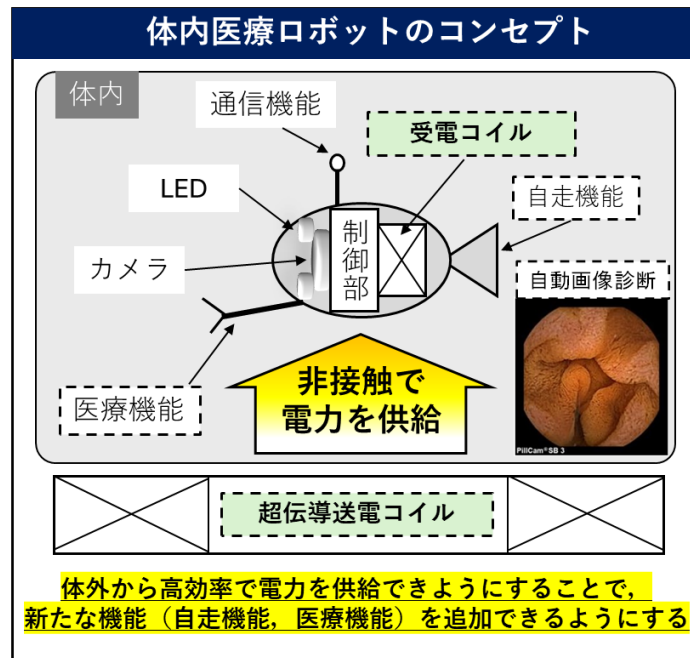 体内医療ロボットのコンセプト
体内
通信機能
受電コイル
LED
自走機能
カメラ
制御部
自動画像診断
医療機能
非接触で
電力を供給
PillCam® SB 3
超伝導送電コイル
体外から高効率で電力を供給できようにすることで，
新たな機能（自走機能，医療機能）を追加できるようにする